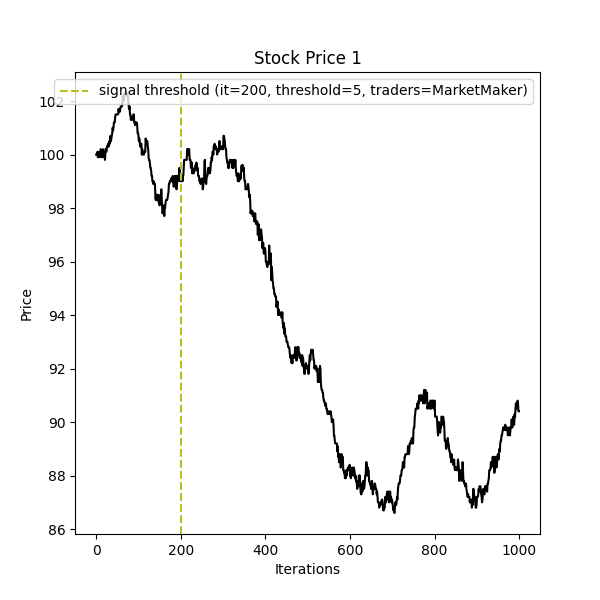 Stock Price 1
signal threshold (it=200, threshold=5, traders=MarketMaker)
102
100
98
96
94
92
90
88
86
Price
0 200 400 600 800 1000
Iterations